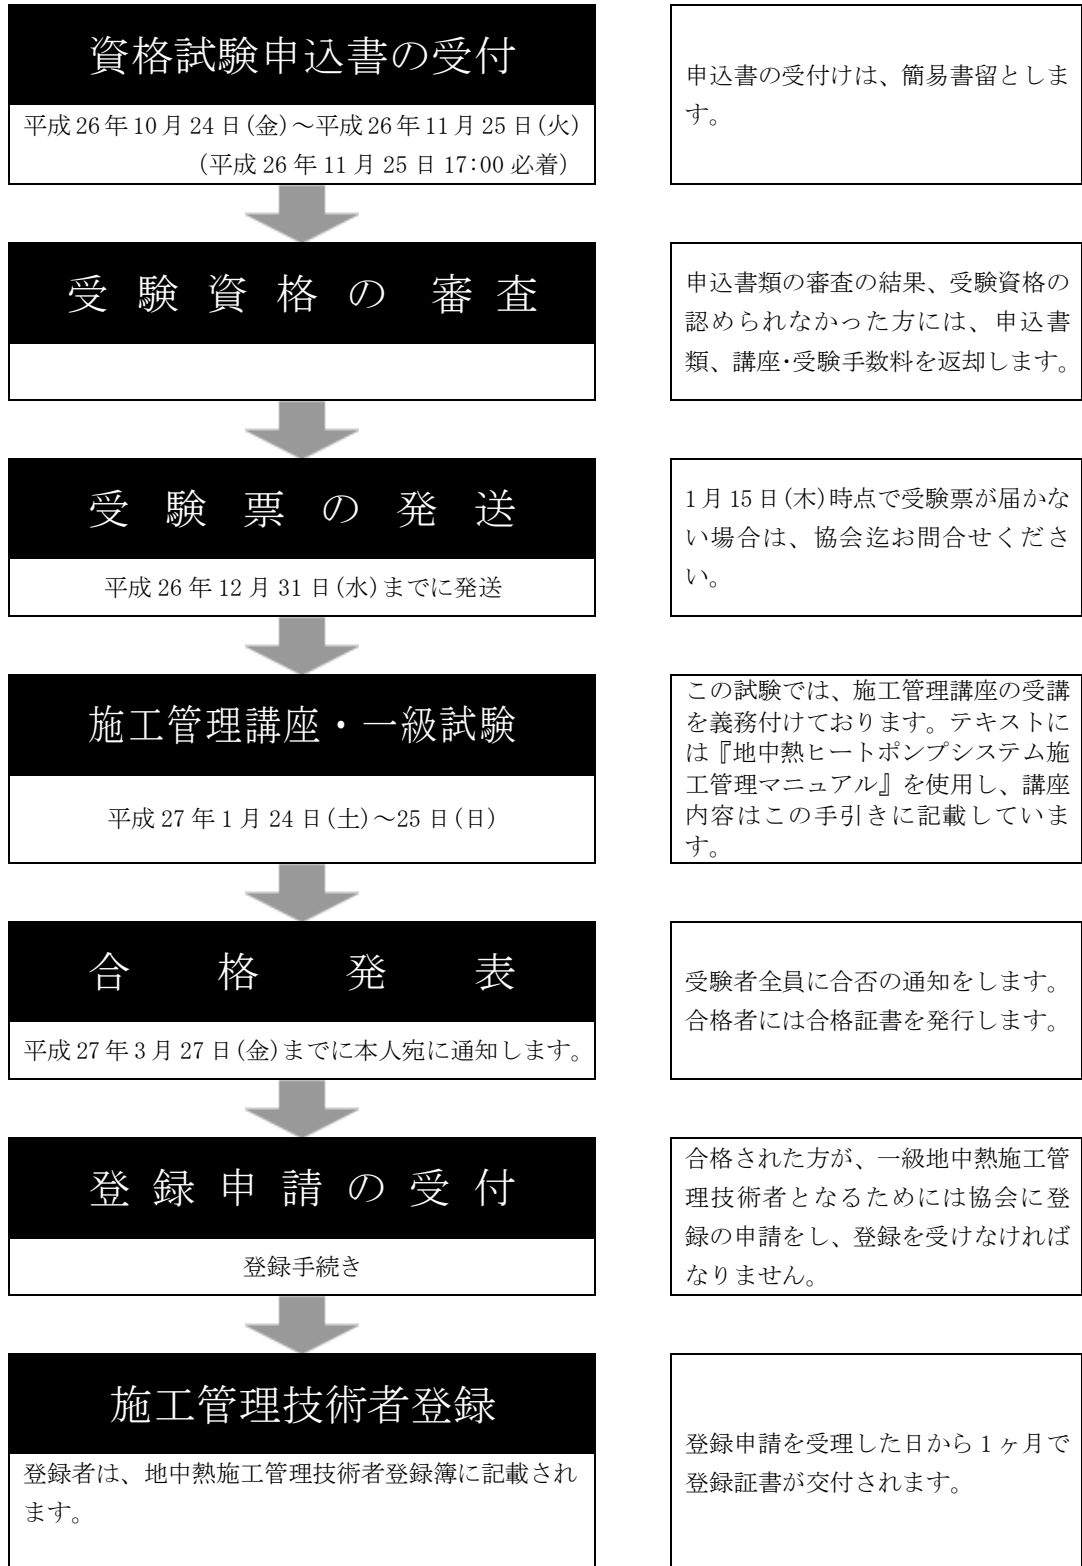 資格試験申込書の受付
平成26年10月24日(金)～平成26年11月25日(火)
(平成26年11月25日17:00必着)
申込書の受付けは、簡易書留としま
す。
受験資格の審査
申込書類の審査の結果、受験資格の
認められなかった方には、申込書
類、講座・受験手数料を返却します。
受験票の発送
平成26年12月31日(水)までに発送
1月15日(木)時点で受験票が届かな
い場合は、協会迄お問合せくださ
い。
施工管理講座・一級試験
平成27年1月24日(土)～25日(日)
この試験では、施工管理講座の受講
を義務付けております。テキストに
は『地中熱ヒートポンプシステム施
工管理マニュアル』を使用し、講座
内容はこの手引きに記載していま
す。
合格発表
平成27年3月27日(金)までに本人宛に通知します。
受験者全員に合否の通知をします。
合格者には合格証書を発行します。
登録申請の受付
登録手続き
合格された方が、一級地中熱施工管
理技術者となるためには協会に登
録の申請をし、登録を受けなければ
なりません。
施工管理技術者登録
登録者は、地中熱施工管理技術者登録簿に記載され
ます。
登録申請を受理した日から1ヶ月で
登録証書が交付されます。